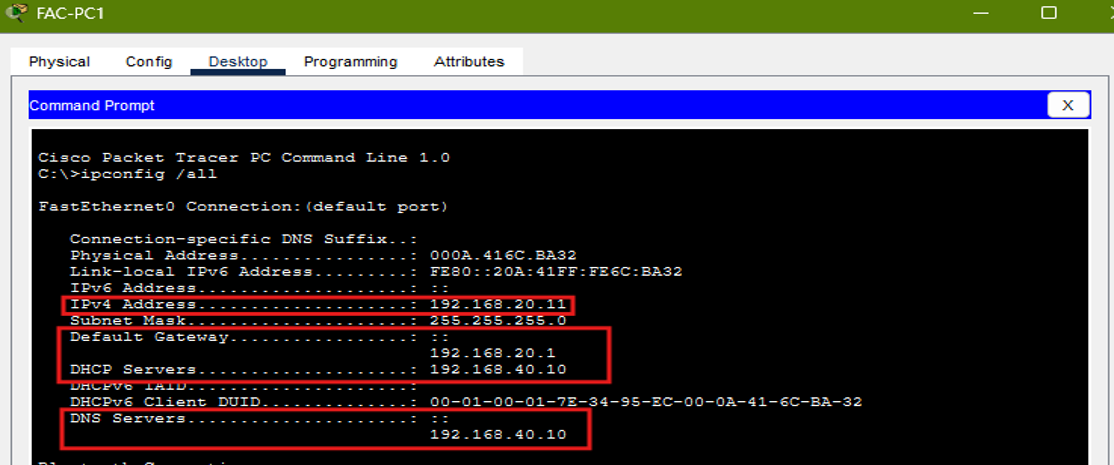 FAC-PC1
Physical Config Desktop Programming Attributes
Command Prompt X
Cisco Packet Tracer PC Command Line 1.0
C:\>ipconfig /all
FastEthernet0 Connection:(default port)
Connection-specific DNS Suffix..:
Physical Address................: 000A.416C.BA32
Link-local IPv6 Address.........: FE80::20A:41FF:FE6C:BA32
IPv6 Address....................: ::
IPv4 Address....................: 192.168.20.11
Subnet Mask.....................: 255.255.255.0
Default Gateway.................: ::
192.168.20.1
DHCP Servers....................: 192.168.40.10
DHCPv6 IAID.....................:
DHCPv6 Client DUID..............: 00-01-00-01-7E-34-95-EC-00-0A-41-6C-BA-32
DNS Servers.....................: ::
192.168.40.10